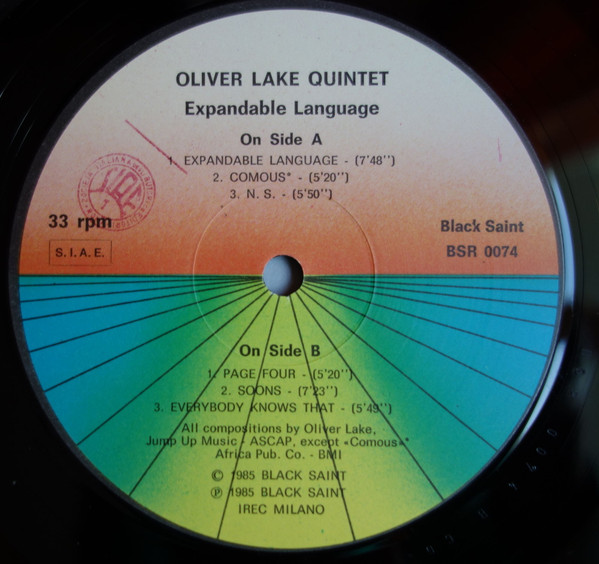 OLIVER LAKE QUINTET
Expandable Language
On Side A
1. EXPANDABLE LANGUAGE - (7'48'')
2. COMOUS* - (5'20'')
3. N. S. - (5'50'')
33 rpm
S. I. A. E.
Black Saint
BSR 0074
On Side B
1. PAGE FOUR - (5'20'')
2. SOONS - (7'23'')
3. EVERYBODY KNOWS THAT - (5'49'')
All compositions by Oliver Lake,
Jump Up Music - ASCAP, except «Comous»*
Africa Pub. Co. - BMI
© 1985 BLACK SAINT
℗ 1985 BLACK SAINT
IREC MILANO